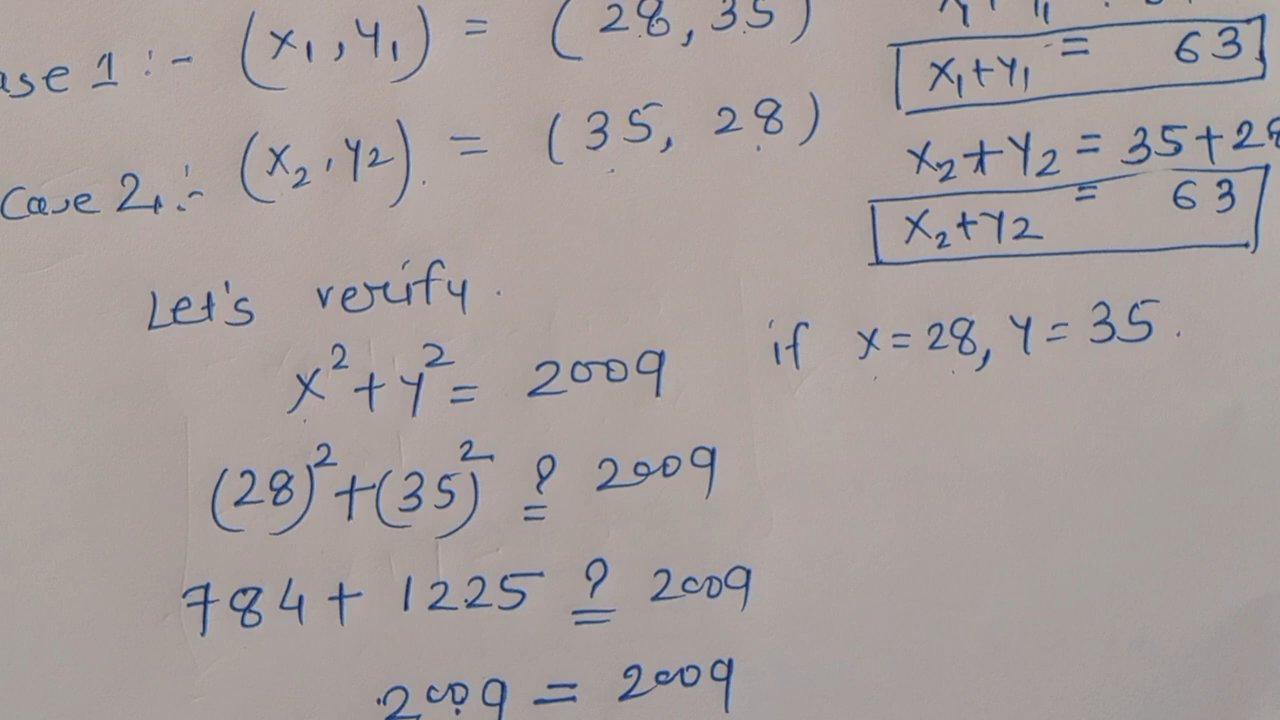 ase 1 :- (x₁, y₁) = (28, 35)
x₁+y₁ = 63
Case 2 :- (x₂, y₂) = (35, 28)
x₂+y₂ = 35+28
x₂+y₂ = 63
Let's verify.
x²+y² = 2009 if x=28, y=35.
(28)²+(35)² ≟ 2009
784+1225 ≟ 2009
2009 = 2009